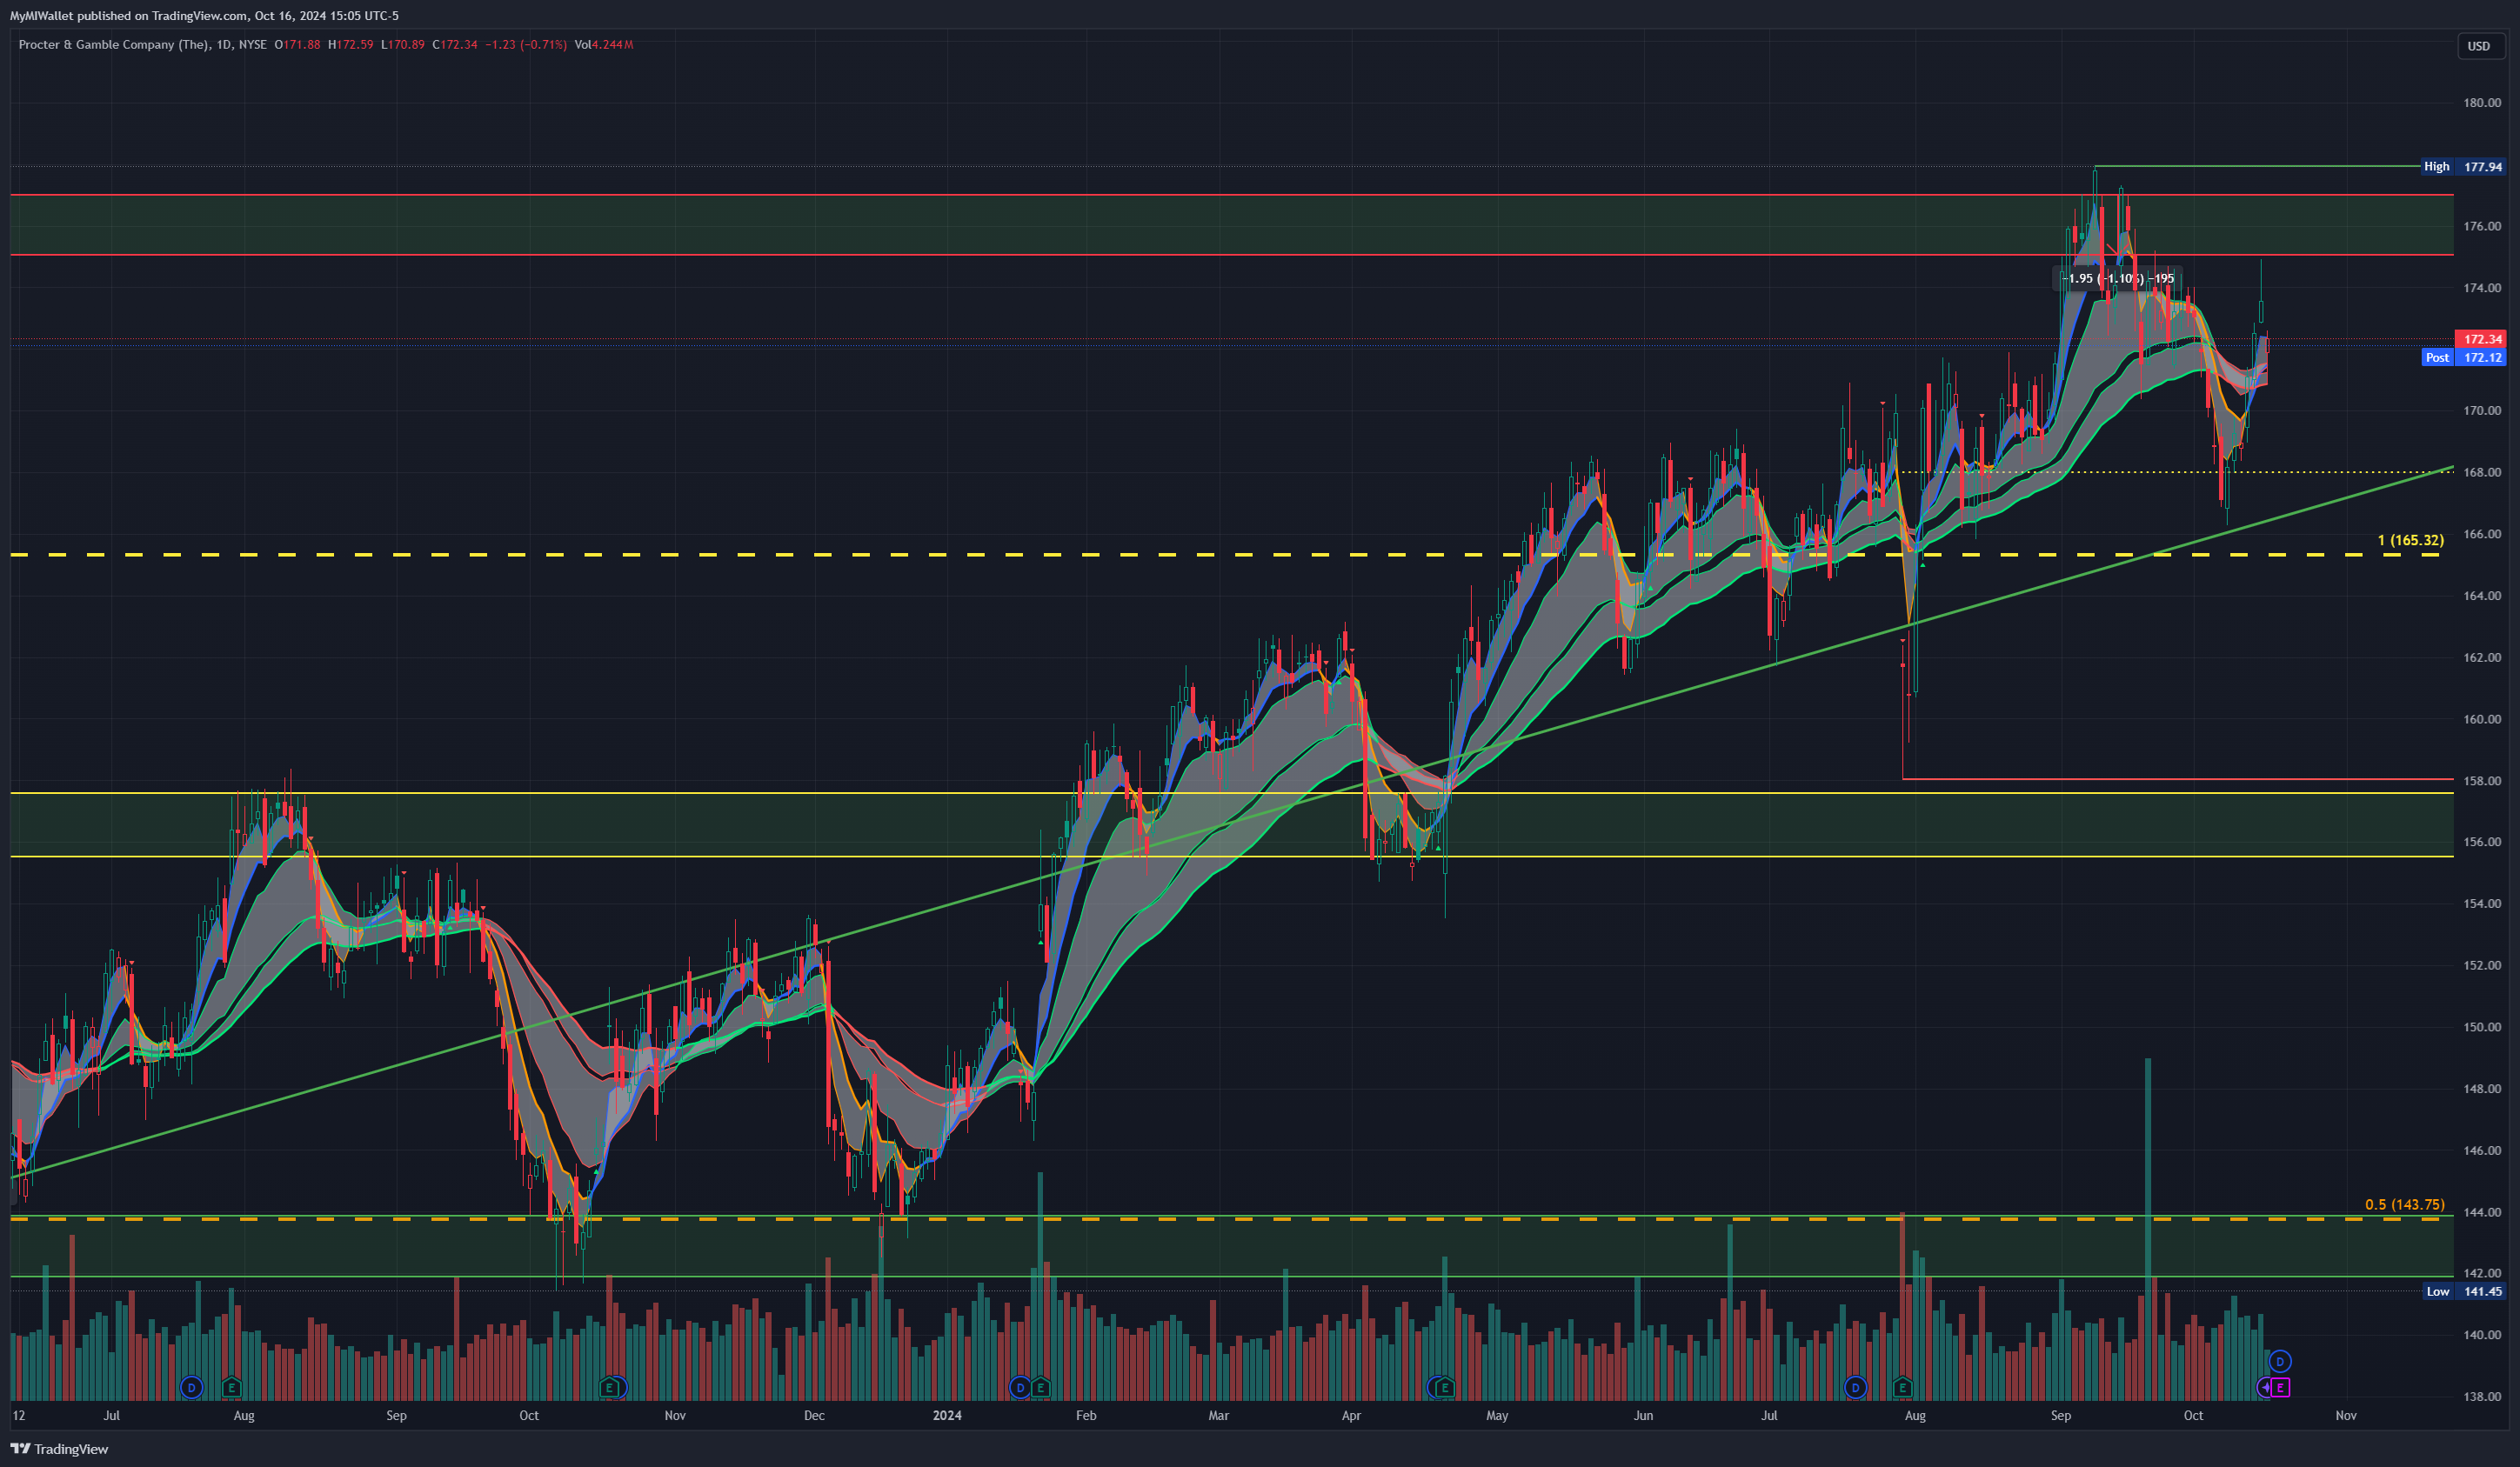 MyMIWallet published on TradingView.com, Oct 16, 2024 15:05 UTC-5
Procter & Gamble Company (The), 1D, NYSE O171.88 H172.59 L170.89 C172.34 −1.23 (−0.71%) Vol4.244M
USD
180.00
High 177.94
176.00
−1.95 (−1.10%) −195
174.00
172.34
Post 172.12
170.00
168.00
166.00
1 (165.32)
164.00
162.00
160.00
158.00
156.00
154.00
152.00
150.00
148.00
146.00
0.5 (143.75)
144.00
142.00
Low 141.45
140.00
D
D E E D E E D E E
138.00
12 Jul Aug Sep Oct Nov Dec 2024 Feb Mar Apr May Jun Jul Aug Sep Oct Nov
TradingView